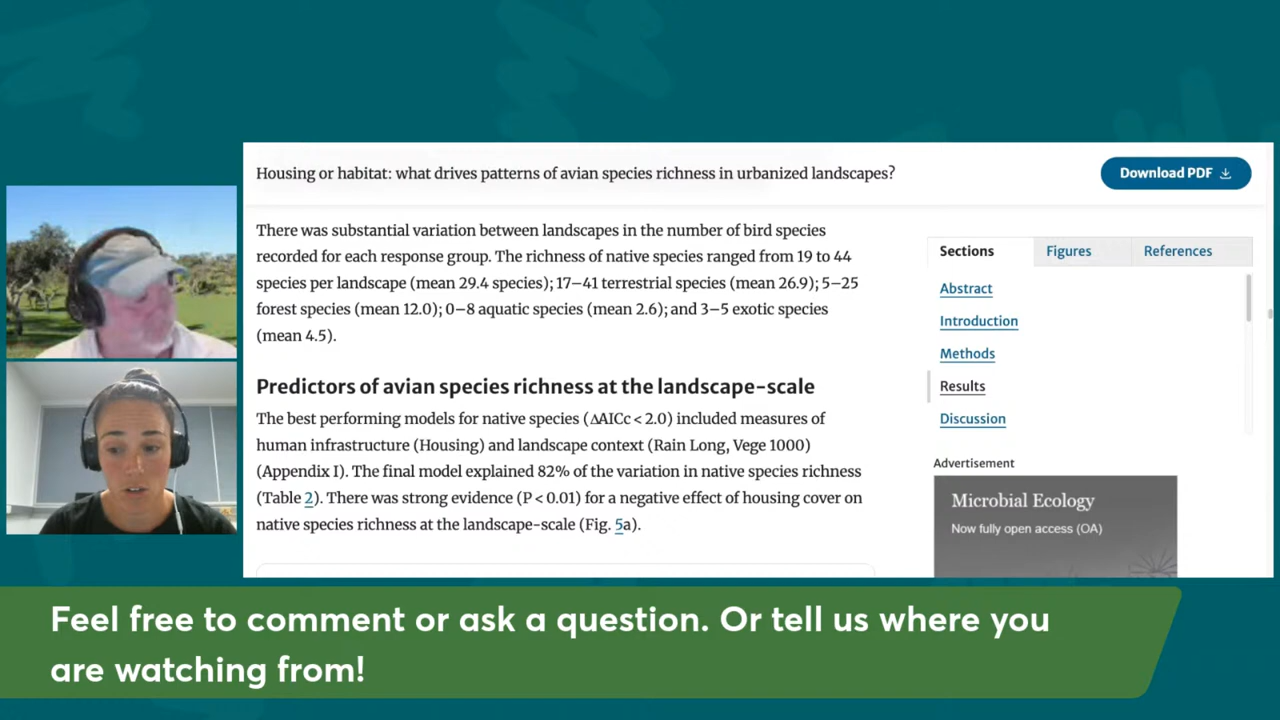 Housing or habitat: what drives patterns of avian species richness in urbanized landscapes?
Download PDF
There was substantial variation between landscapes in the number of bird species
recorded for each response group. The richness of native species ranged from 19 to 44
species per landscape (mean 29.4 species); 17–41 terrestrial species (mean 26.9); 5–25
forest species (mean 12.0); 0–8 aquatic species (mean 2.6); and 3–5 exotic species
(mean 4.5).
Predictors of avian species richness at the landscape-scale
The best performing models for native species (ΔAICc < 2.0) included measures of
human infrastructure (Housing) and landscape context (Rain Long, Vege 1000)
(Appendix I). The final model explained 82% of the variation in native species richness
(Table 2). There was strong evidence (P < 0.01) for a negative effect of housing cover on
native species richness at the landscape-scale (Fig. 5a).
Sections
Figures
References
Abstract
Introduction
Methods
Results
Discussion
Advertisement
Microbial Ecology
Now fully open access (OA)
Feel free to comment or ask a question. Or tell us where you
are watching from!